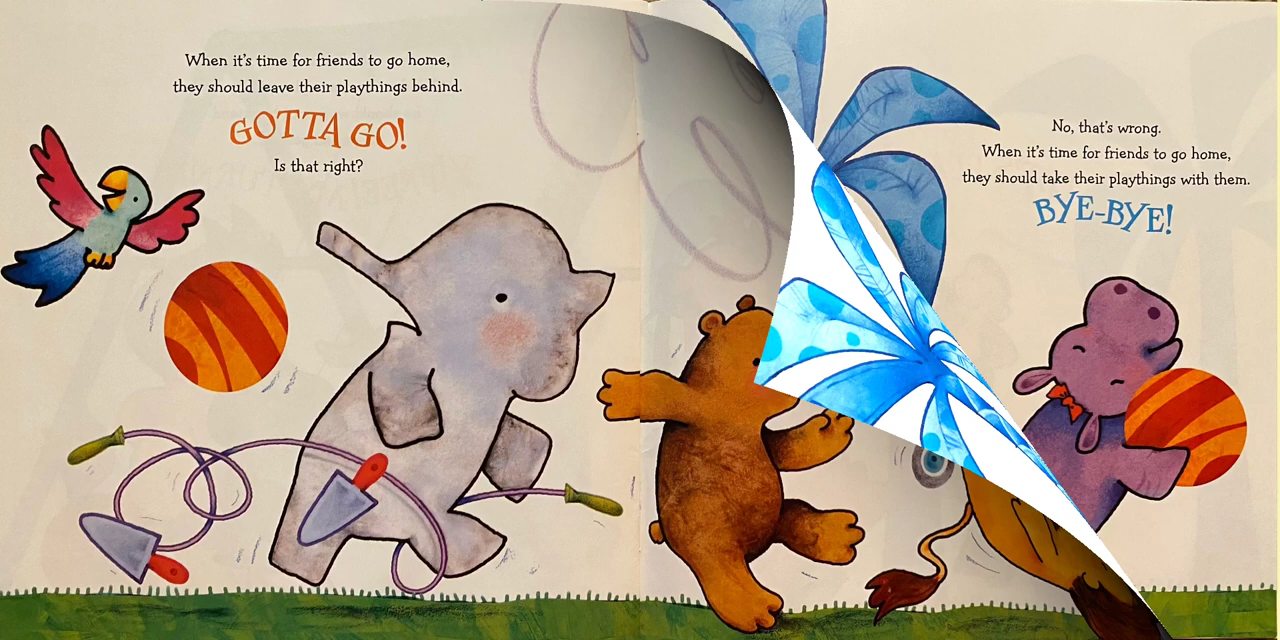 When it's time for friends to go home,
they should leave their playthings behind.
GOTTA GO!
Is that right?
No, that's wrong.
When it's time for friends to go home,
they should take their playthings with them.
BYE-BYE!